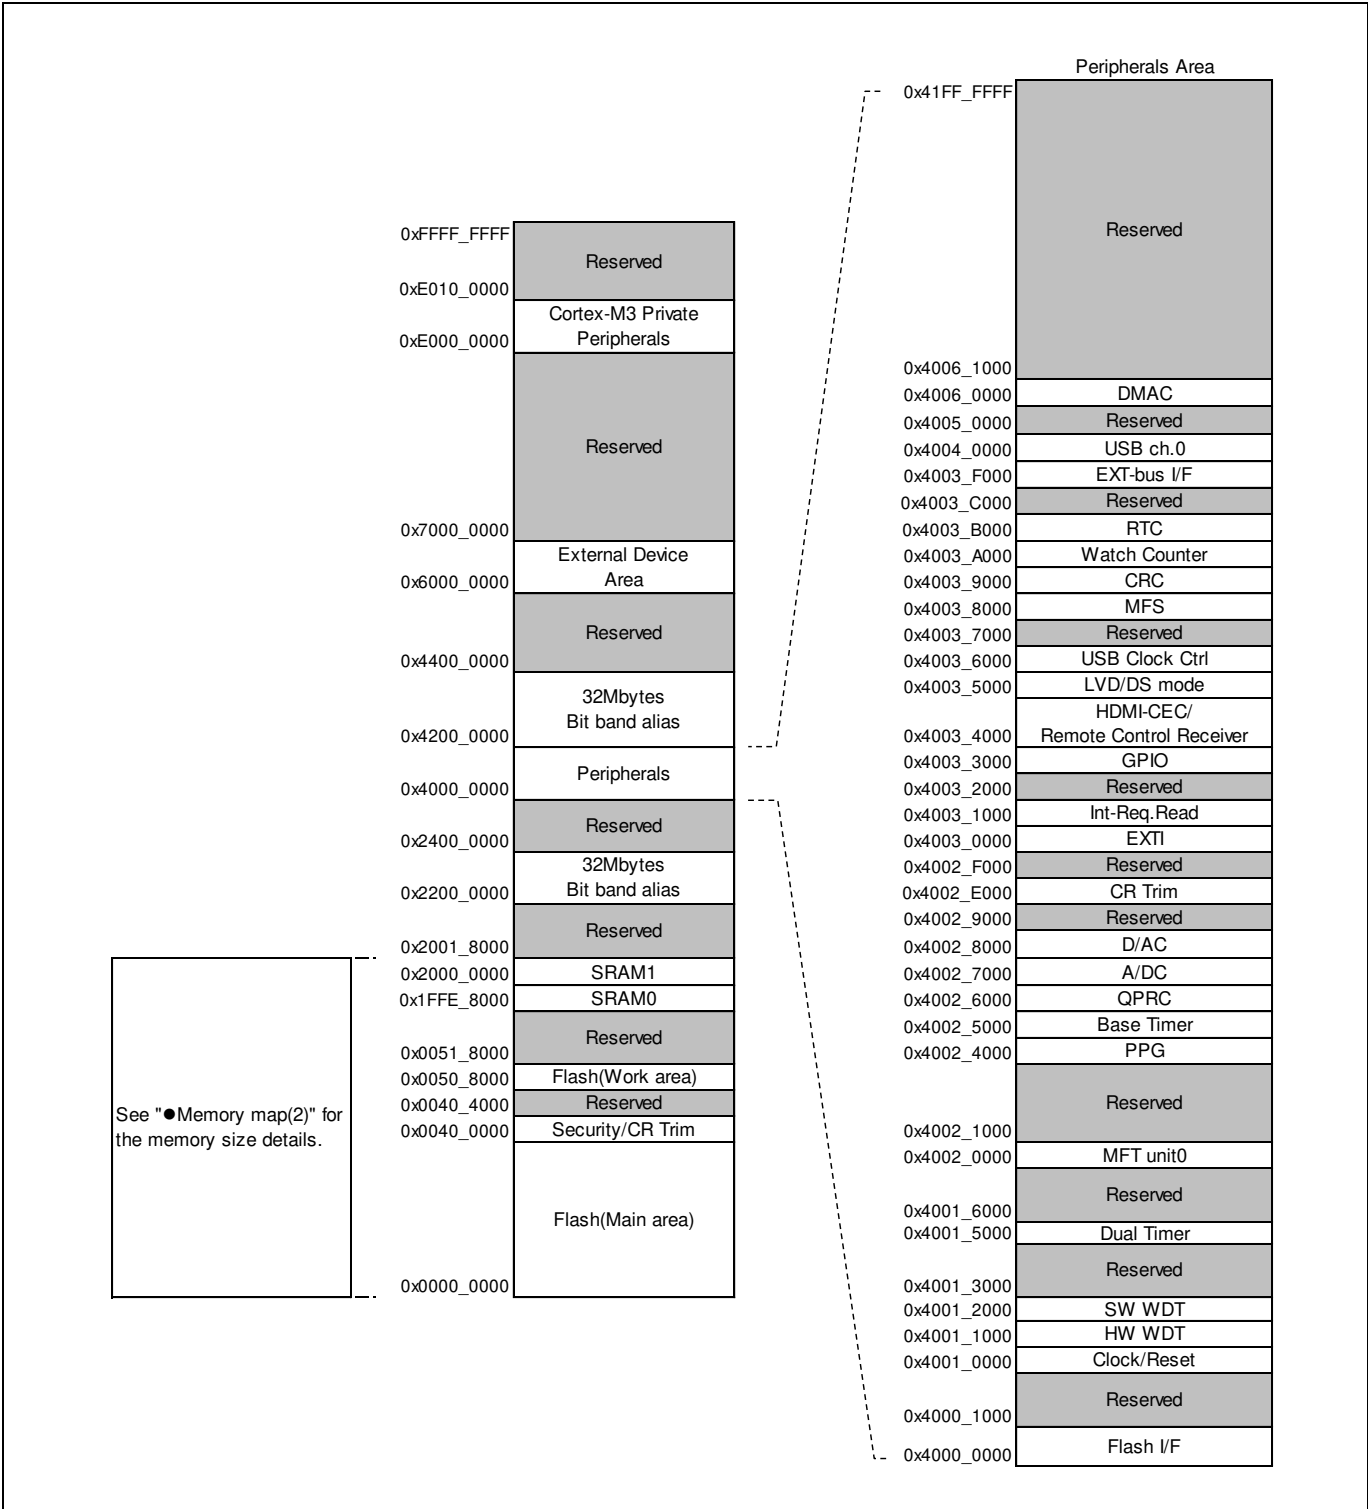 Peripherals Area
0x41FF_FFFF
Reserved
0x4006_1000
0x4006_0000 DMAC
0x4005_0000 Reserved
0x4004_0000 USB ch.0
0x4003_F000 EXT-bus I/F
0x4003_C000 Reserved
0x4003_B000 RTC
0x4003_A000 Watch Counter
0x4003_9000 CRC
0x4003_8000 MFS
0x4003_7000 Reserved
0x4003_6000 USB Clock Ctrl
0x4003_5000 LVD/DS mode
HDMI-CEC/
0x4003_4000 Remote Control Receiver
0x4003_3000 GPIO
0x4003_2000 Reserved
0x4003_1000 Int-Req.Read
0x4003_0000 EXTI
0x4002_F000 Reserved
0x4002_E000 CR Trim
0x4002_9000 Reserved
0x4002_8000 D/AC
0x4002_7000 A/DC
0x4002_6000 QPRC
0x4002_5000 Base Timer
0x4002_4000 PPG
Reserved
0x4002_1000
0x4002_0000 MFT unit0
Reserved
0x4001_6000
0x4001_5000 Dual Timer
Reserved
0x4001_3000
0x4001_2000 SW WDT
0x4001_1000 HW WDT
0x4001_0000 Clock/Reset
Reserved
0x4000_1000
0x4000_0000 Flash I/F
0xFFFF_FFFF
Reserved
0xE010_0000
Cortex-M3 Private
0xE000_0000 Peripherals
Reserved
0x7000_0000
External Device
0x6000_0000 Area
Reserved
0x4400_0000
32Mbytes
Bit band alias
0x4200_0000
Peripherals
0x4000_0000
Reserved
0x2400_0000
32Mbytes
0x2200_0000 Bit band alias
Reserved
0x2001_8000
0x2000_0000 SRAM1
0x1FFE_8000 SRAM0
Reserved
0x0051_8000
0x0050_8000 Flash(Work area)
0x0040_4000 Reserved
0x0040_0000 Security/CR Trim
Flash(Main area)
0x0000_0000
See "●Memory map(2)" for
the memory size details.